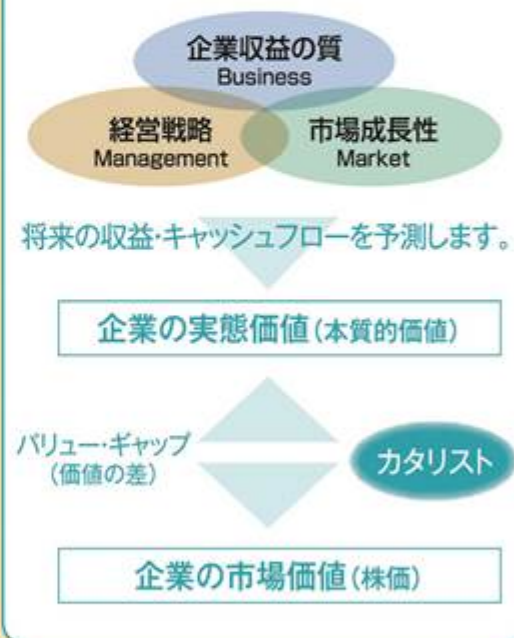 企業収益の質
Business
経営戦略
Management
市場成長性
Market
将来の収益・キャッシュフローを予測します。
企業の実態価値(本質的価値)
バリュー・ギャップ
(価値の差)
カタリスト
企業の市場価値(株価)